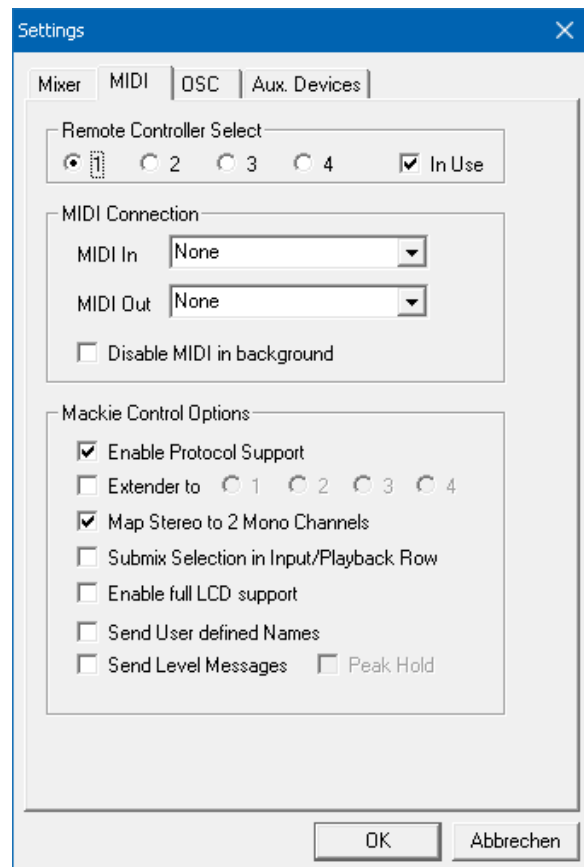 Settings
Mixer MIDI OSC Aux. Devices
Remote Controller Select
1 2 3 4 In Use
MIDI Connection
MIDI In None
MIDI Out None
Disable MIDI in background
Mackie Control Options
Enable Protocol Support
Extender to 1 2 3 4
Map Stereo to 2 Mono Channels
Submix Selection in Input/Playback Row
Enable full LCD support
Send User defined Names
Send Level Messages Peak Hold
OK Abbrechen